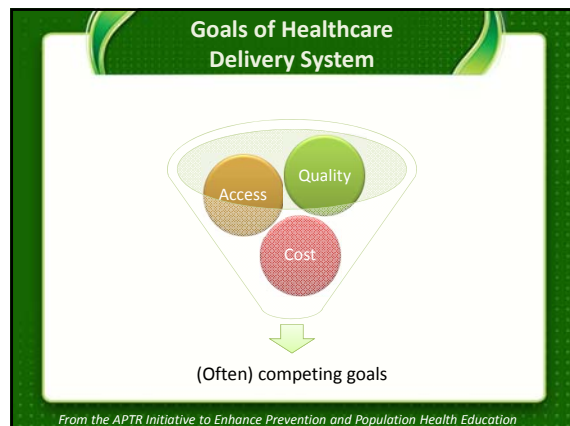 Goals of Healthcare
Delivery System
Access
Quality
Cost
(Often) competing goals
From the APTR Initiative to Enhance Prevention and Population Health Education